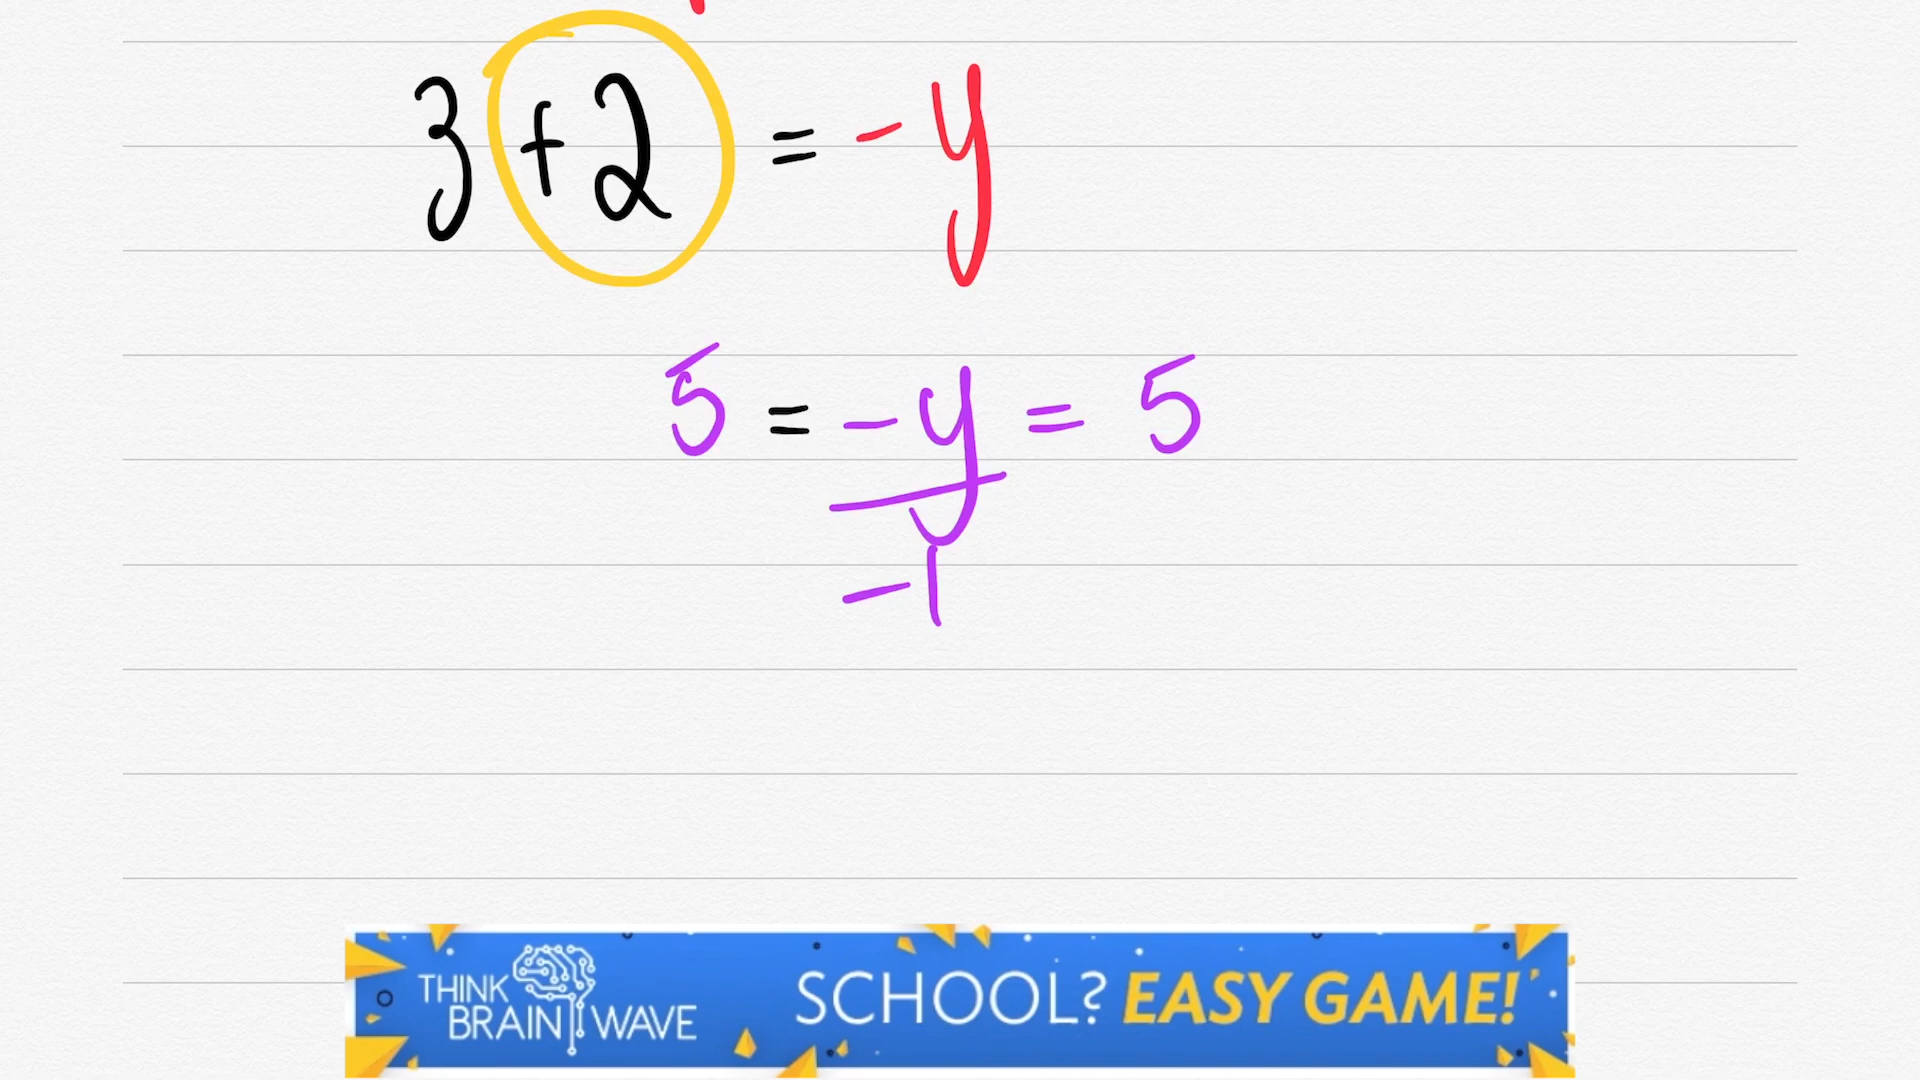 3 + 2 = - y
5 = - y = 5
- 1
THINK BRAIN WAVE
SCHOOL? EASY GAME!